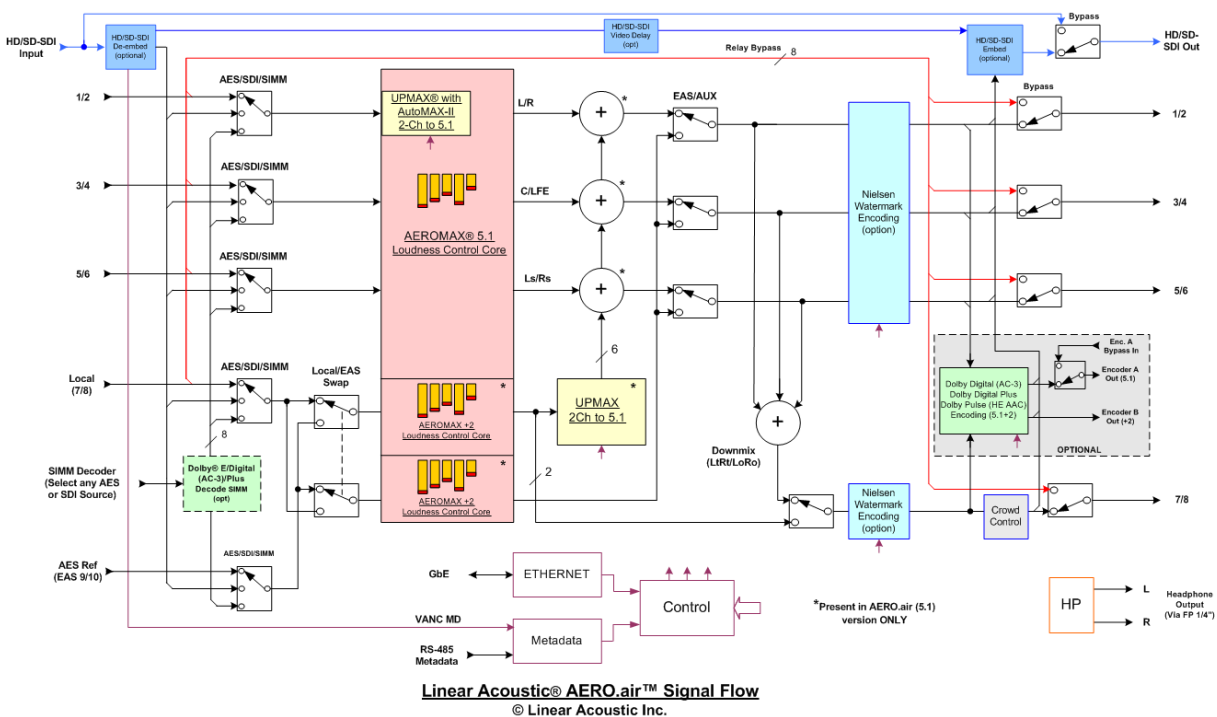 Bypass
HD/SD-SDI
Input
HD/SD-SDI
De-embed
(optional)
HD/SD-SDI
Video Delay
(opt)
HD/SD-SDI
Embed
(optional)
HD/SD-
SDI Out
Relay Bypass
8
1/2
AES/SDI/SIMM
UPMAX® with
AutoMAX-II
2-Ch to 5.1
L/R
*
EAS/AUX
Bypass
1/2
+
3/4
AES/SDI/SIMM
C/LFE
*
+
Nielsen
Watermark
Encoding
(option)
3/4
AEROMAX® 5.1
Loudness Control Core
5/6
AES/SDI/SIMM
Ls/Rs
*
+
5/6
6
Enc. A
Bypass In
Local
(7/8)
AES/SDI/SIMM
Local/EAS
Swap
*
AEROMAX +2
Loudness Control Core
*
UPMAX
2Ch to 5.1
Dolby Digital (AC-3)
Dolby Digital Plus
Dolby Pulse (HE AAC)
Encoding (5.1+2)
Encoder A
Out (5.1)
Encoder B
Out (+2)
OPTIONAL
8
+
Downmix
(LtRt/LoRo)
SIMM Decoder
(Select any AES
or SDI Source)
Dolby® E/Digital
(AC-3)/Plus
Decode SIMM
(opt)
*
AEROMAX +2
Loudness Control Core
2
Nielsen
Watermark
Encoding
(option)
Crowd
Control
7/8
AES Ref
(EAS 9/10)
AES/SDI/SIMM
GbE
ETHERNET
Control
*Present in AERO.air (5.1)
version ONLY
HP
L
R
Headphone
Output
(Via FP 1/4")
VANC MD
Metadata
RS-485
Metadata
Linear Acoustic® AERO.air™ Signal Flow
© Linear Acoustic Inc.